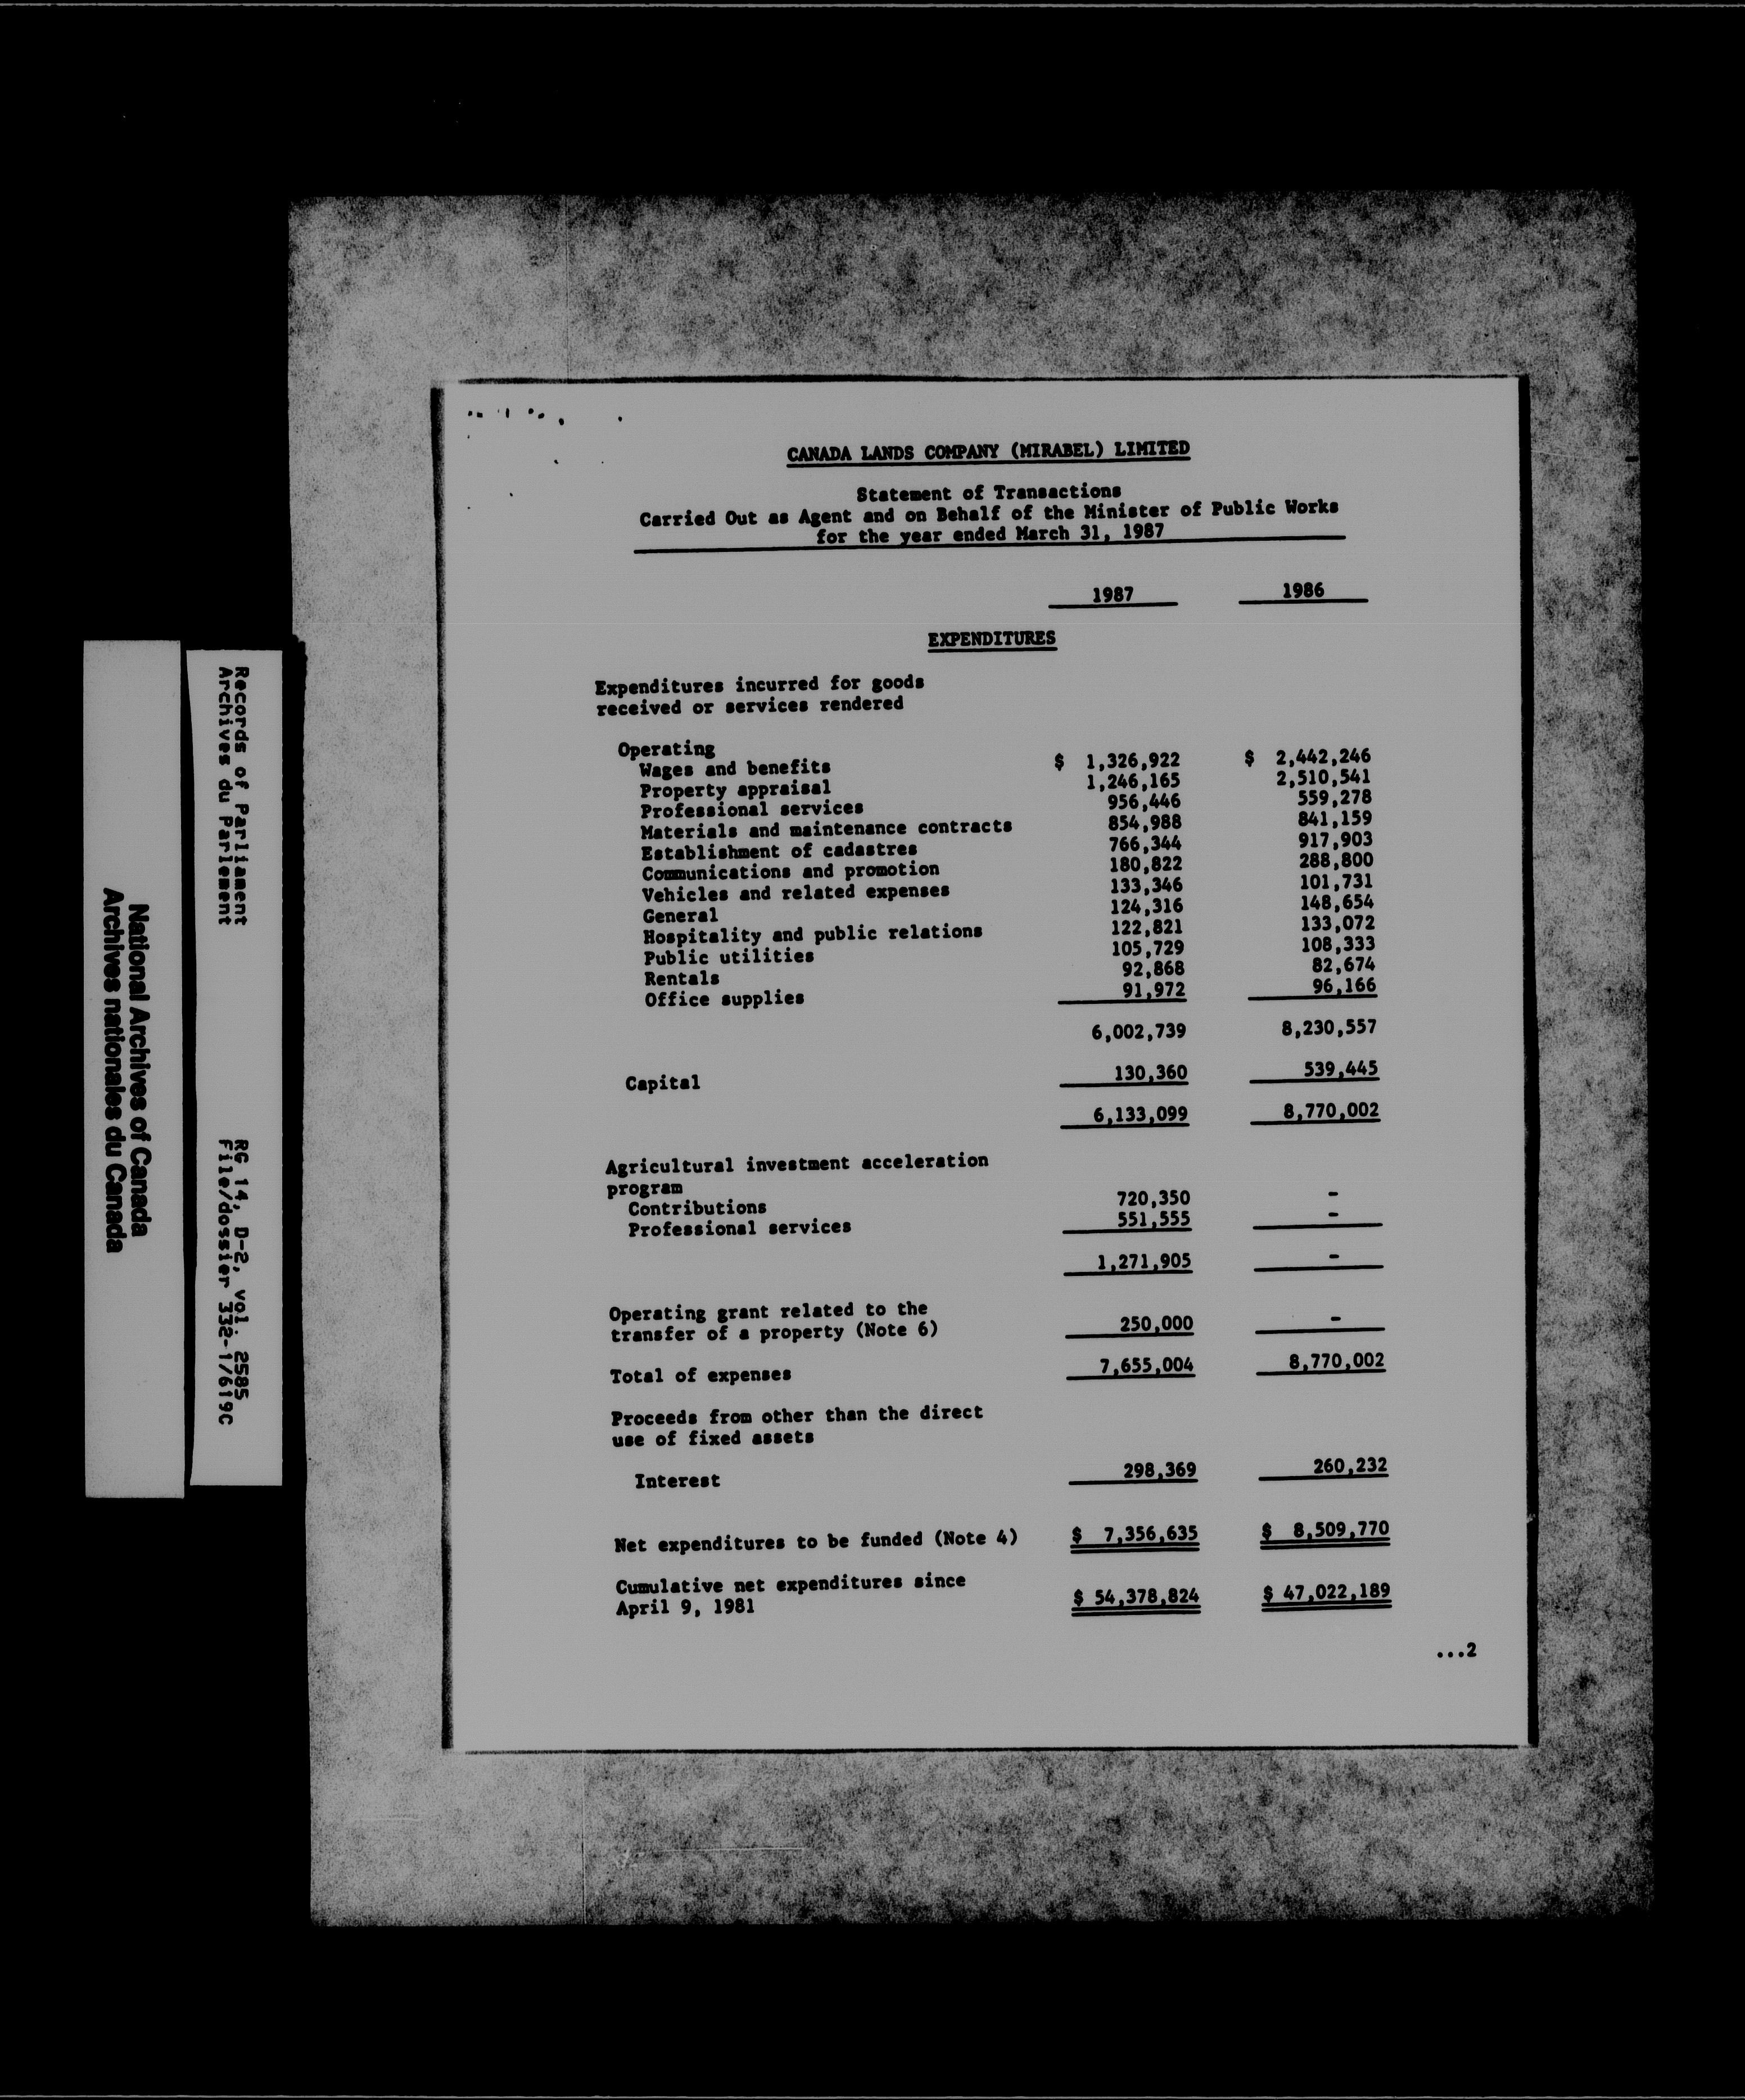 CANADA LANDS COMPANY (MIRABEL) LIMITED
Statement of Transactions
Carried Out as Agent and on Behalf of the Minister of Public Works
for the year ended March 31, 1987
1987 1986
EXPENDITURES
Expenditures incurred for goods
received or services rendered
Operating
Wages and benefits $ 1,326,922 $ 2,442,246
Property appraisal 1,246,165 2,510,541
Professional services 956,446 559,278
Materials and maintenance contracts 854,988 841,159
Establishment of cadastres 766,344 917,903
Communications and promotion 180,822 288,800
Vehicles and related expenses 133,346 101,731
General 124,316 148,654
Hospitality and public relations 122,821 133,072
Public utilities 105,729 108,333
Rentals 92,868 82,674
Office supplies 91,972 96,166
6,002,739 8,230,557
Capital 130,360 539,445
6,133,099 8,770,002
Agricultural investment acceleration
program
Contributions 720,350 -
Professional services 551,555 -
1,271,905 -
Operating grant related to the
transfer of a property (Note 6) 250,000 -
Total of expenses 7,655,004 8,770,002
Proceeds from other than the direct
use of fixed assets
Interest 298,369 260,232
Net expenditures to be funded (Note 4) $ 7,356,635 $ 8,509,770
Cumulative net expenditures since
April 9, 1981 $ 54,378,824 $ 47,022,189
...2
Records of Parliament RG 14, D-2, vol. 2585
Archives du Parlement File/dossier 332-1/619C
National Archives of Canada
Archives nationales du Canada